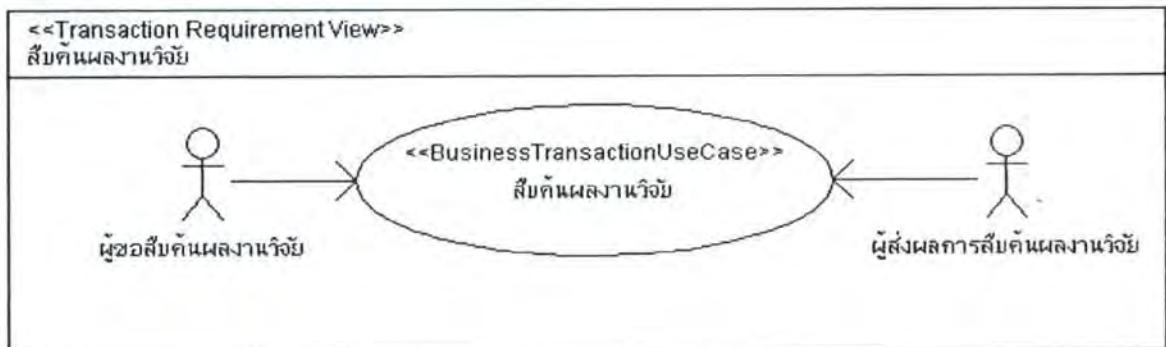 <<Transaction Requirement View>>
สืบค้นผลงานวิจัย
<<BusinessTransactionUseCase>>
สืบค้นผลงานวิจัย
ผู้ขอสืบค้นผลงานวิจัย
ผู้ส่งผลการสืบค้นผลงานวิจัย